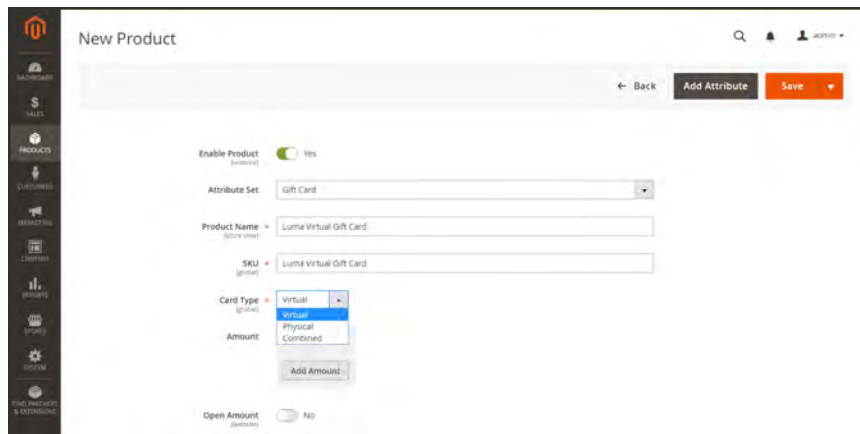 New Product
admin
DASHBOARD
SALES
PRODUCTS
CUSTOMERS
MARKETING
CONTENT
REPORTS
STORES
SYSTEM
FIND PARTNERS
& EXTENSIONS
← Back
Add Attribute
Save
Enable Product
[website]
Yes
Attribute Set
Gift Card
Product Name *
[store view]
Luma Virtual Gift Card
SKU *
[global]
Luma Virtual Gift Card
Card Type *
[global]
Virtual
Virtual
Physical
Combined
Amount
Add Amount
Open Amount
[website]
No